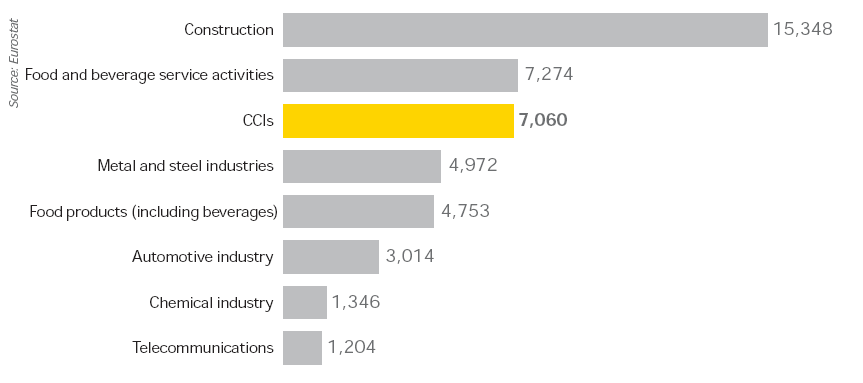 Source: Eurostat
Construction 15,348
Food and beverage service activities 7,274
CCIs 7,060
Metal and steel industries 4,972
Food products (including beverages) 4,753
Automotive industry 3,014
Chemical industry 1,346
Telecommunications 1,204